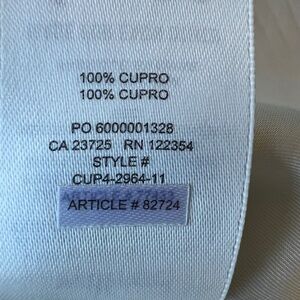 100% CUPRO
100% CUPRO
PO 6000001328
CA 23725 RN 122354
STYLE #
CUP4-2964-11
ARTICLE # 82724